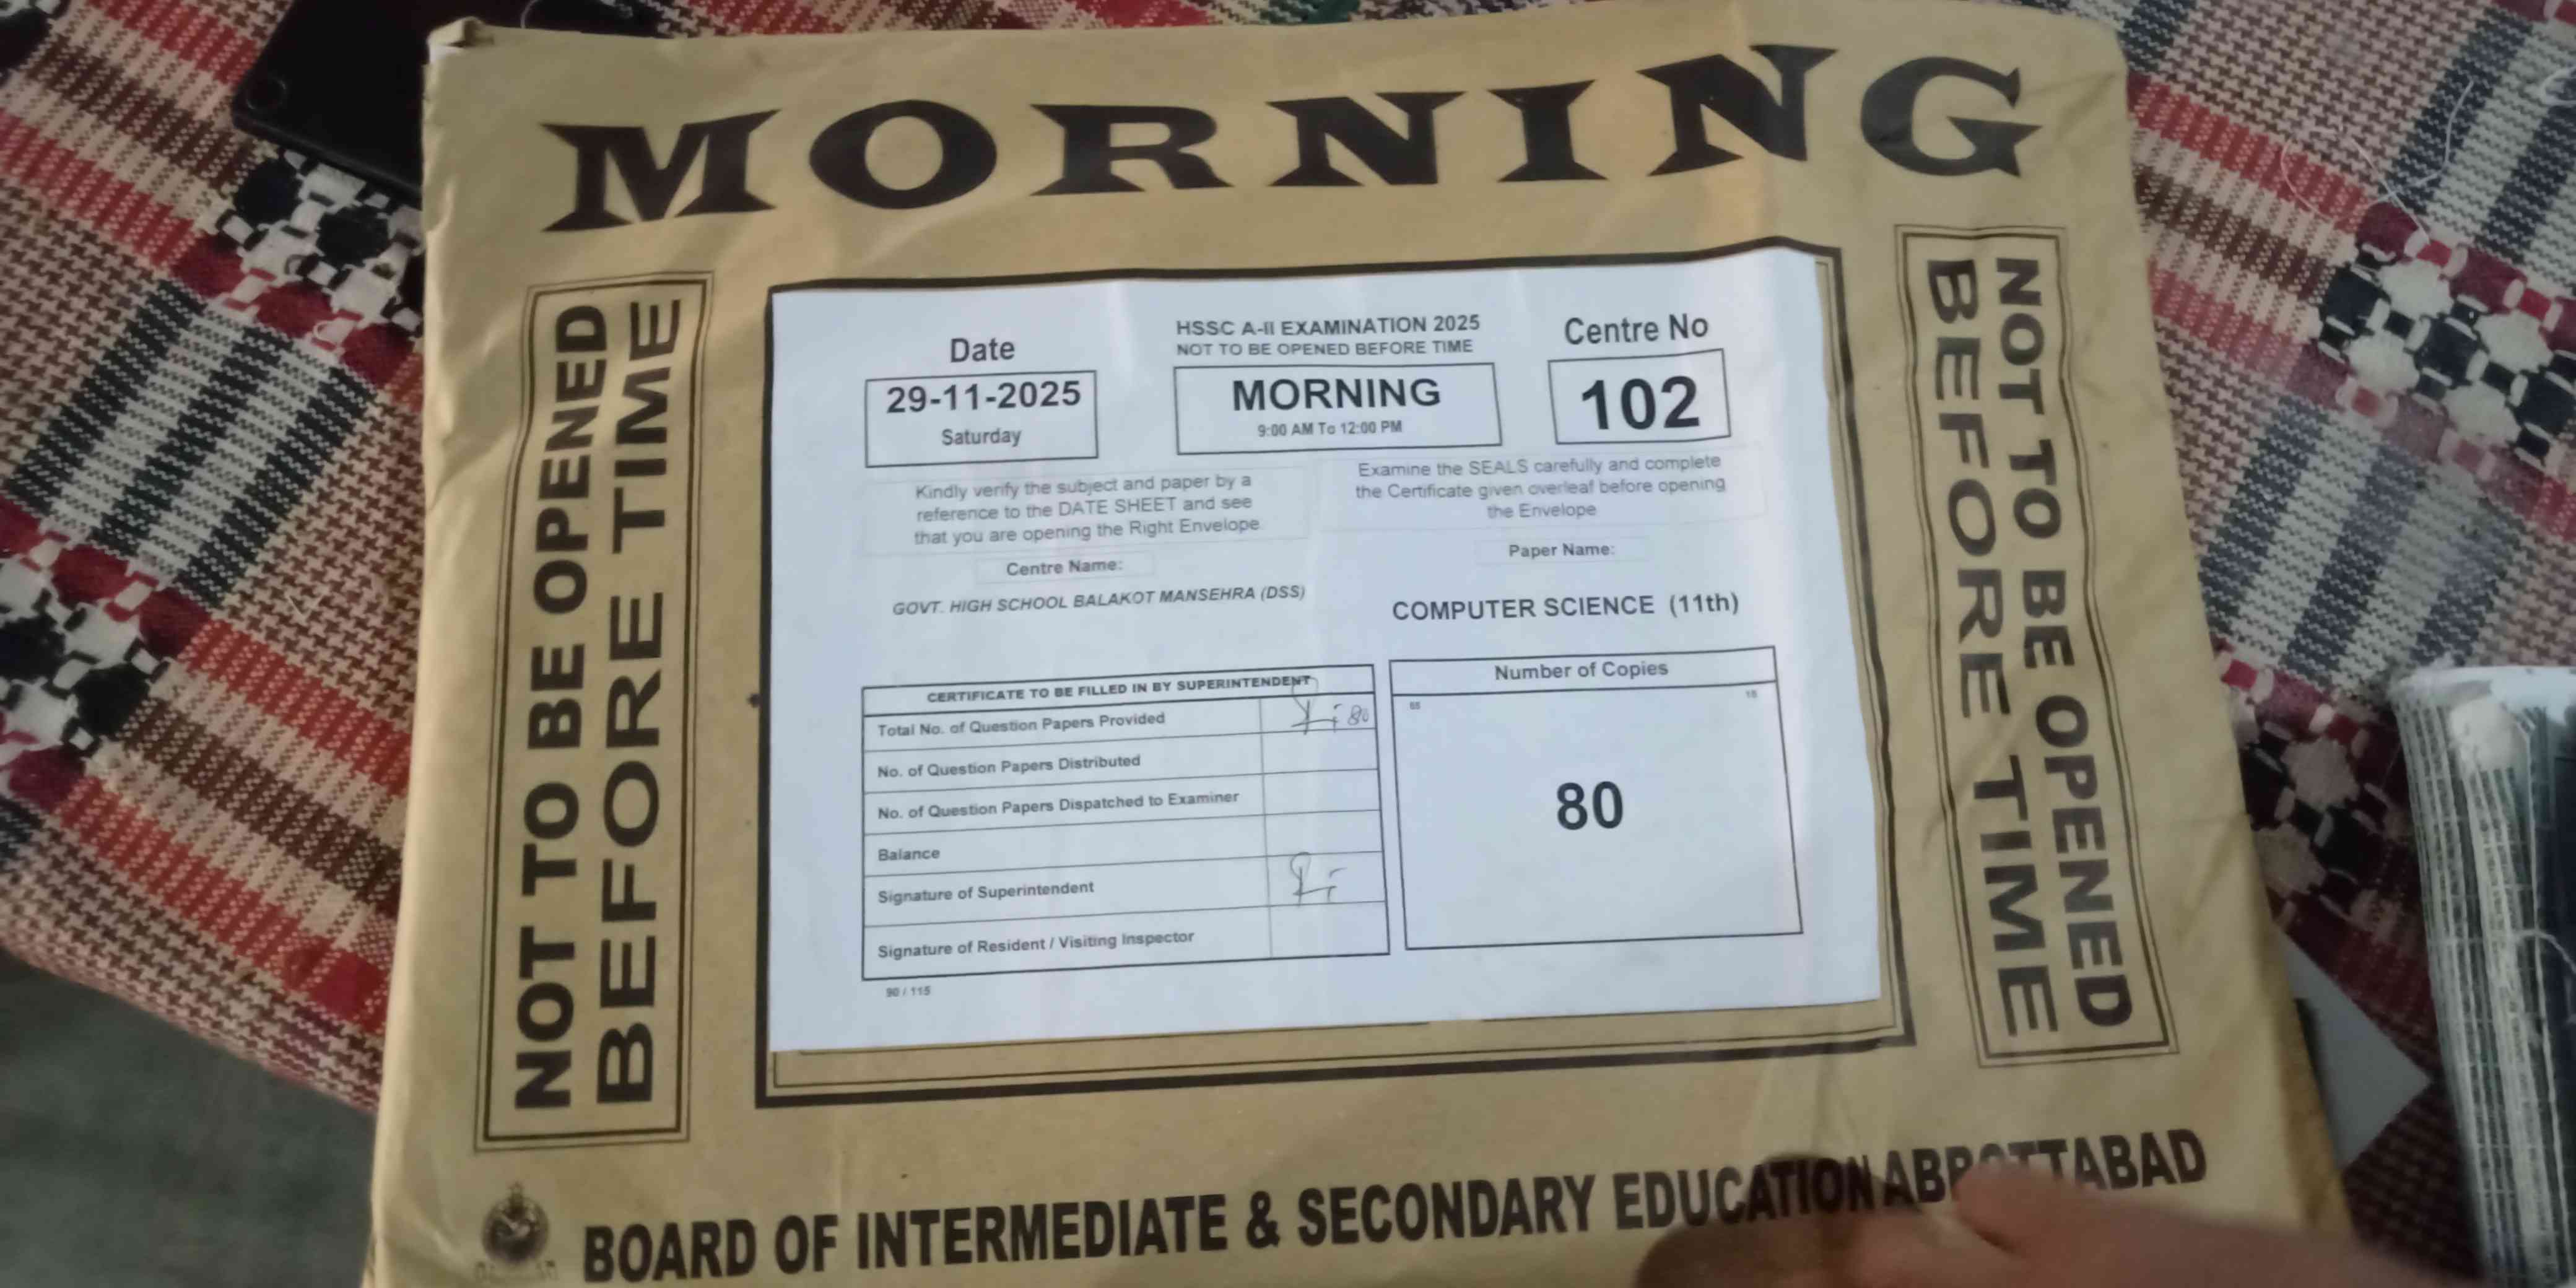 MORNING
NOT TO BE OPENED
BEFORE TIME
Date
29-11-2025
Saturday
HSSC A-II EXAMINATION 2025
NOT TO BE OPENED BEFORE TIME
MORNING
9:00 AM To 12:00 PM
Centre No
102
Kindly verify the subject and paper by a
reference to the DATE SHEET and see
that you are opening the Right Envelope.
Examine the SEALS carefully and complete
the Certificate given overleaf before opening
the Envelope
Centre Name:
GOVT. HIGH SCHOOL BALAKOT MANSEHRA (DSS)
Paper Name:
COMPUTER SCIENCE (11th)
CERTIFICATE TO BE FILLED IN BY SUPERINTENDENT
Total No. of Question Papers Provided 80
No. of Question Papers Distributed
No. of Question Papers Dispatched to Examiner
Balance
Signature of Superintendent
Signature of Resident / Visiting Inspector
90 / 115
Number of Copies
80
NOT TO BE OPENED
BEFORE TIME
BOARD OF INTERMEDIATE & SECONDARY EDUCATION ABBOTTABAD